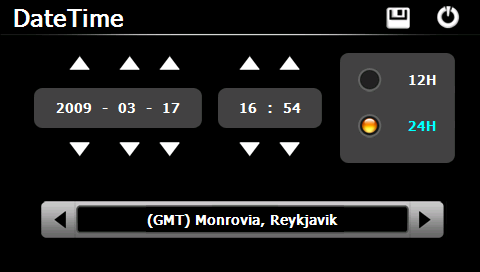 DateTime
2009 - 03 - 17 16 : 54
12H
24H
(GMT) Monrovia, Reykjavik